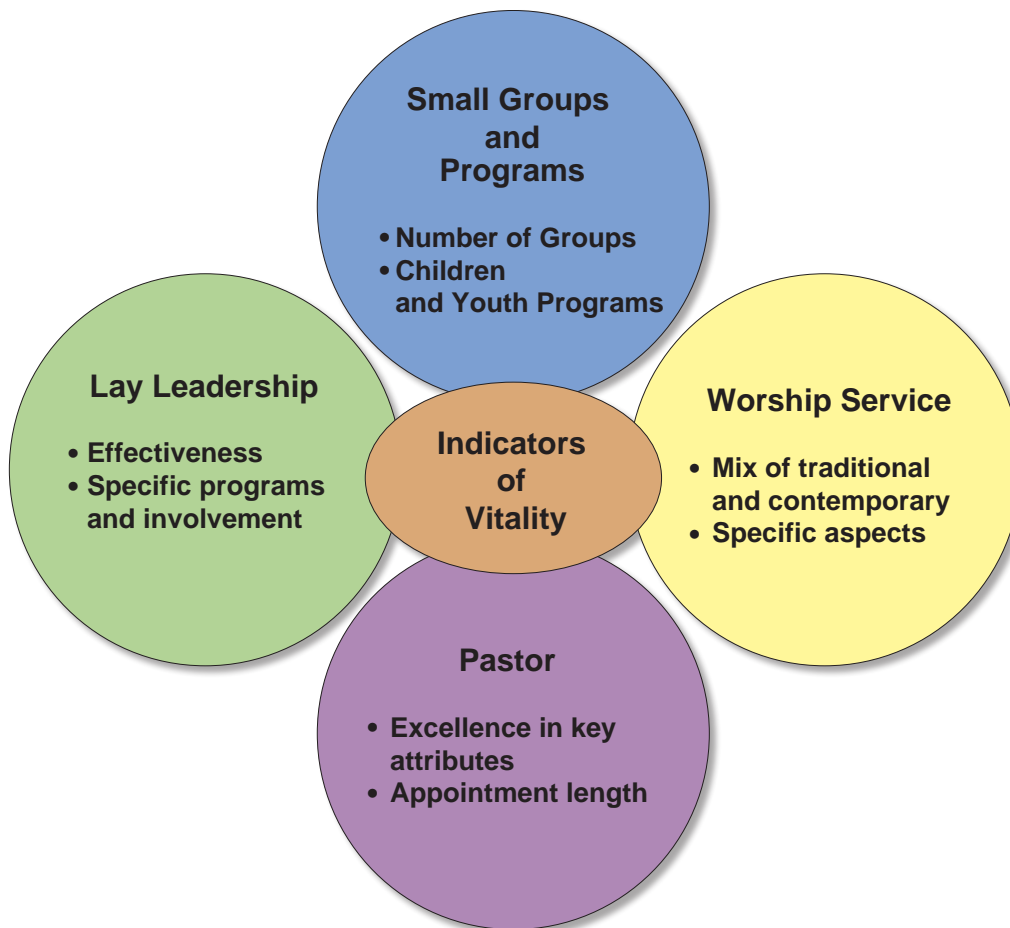 Small Groups
and
Programs
• Number of Groups
• Children
and Youth Programs
Lay Leadership
• Effectiveness
• Specific programs
and involvement
Indicators
of
Vitality
Worship Service
• Mix of traditional
and contemporary
• Specific aspects
Pastor
• Excellence in key
attributes
• Appointment length